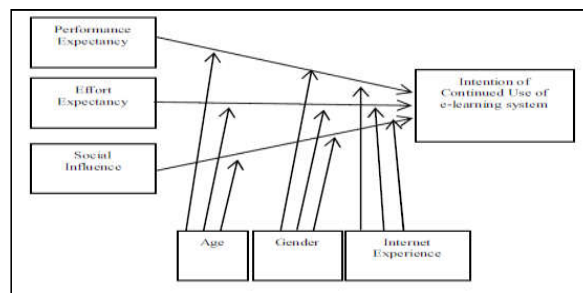 Performance
Expectancy
Effort
Expectancy
Intention of
Continued Use of
e-learning system
Social
Influence
Age
Gender
Internet
Experience